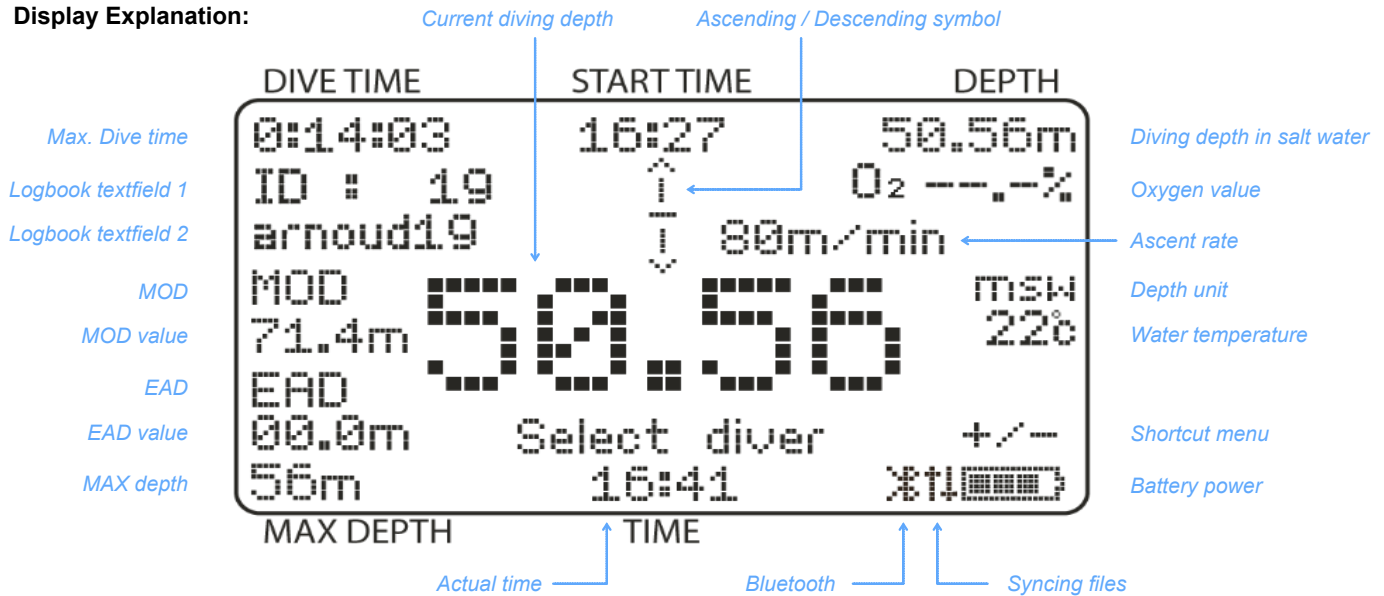 Display Explanation:
Current diving depth
Ascending / Descending symbol
DIVE TIME START TIME DEPTH
Max. Dive time 0:14:03 16:27 50.56m Diving depth in salt water
Logbook textfield 1 ID : 19 O₂ --.-% Oxygen value
Logbook textfield 2 arnoud19 80m/min Ascent rate
MOD MOD msw Depth unit
MOD value 71.4m 50.56 22°c Water temperature
EAD EAD
EAD value 00.0m Select diver +/- Shortcut menu
MAX depth 56m 16:41 Battery power
MAX DEPTH TIME
Actual time Bluetooth Syncing files